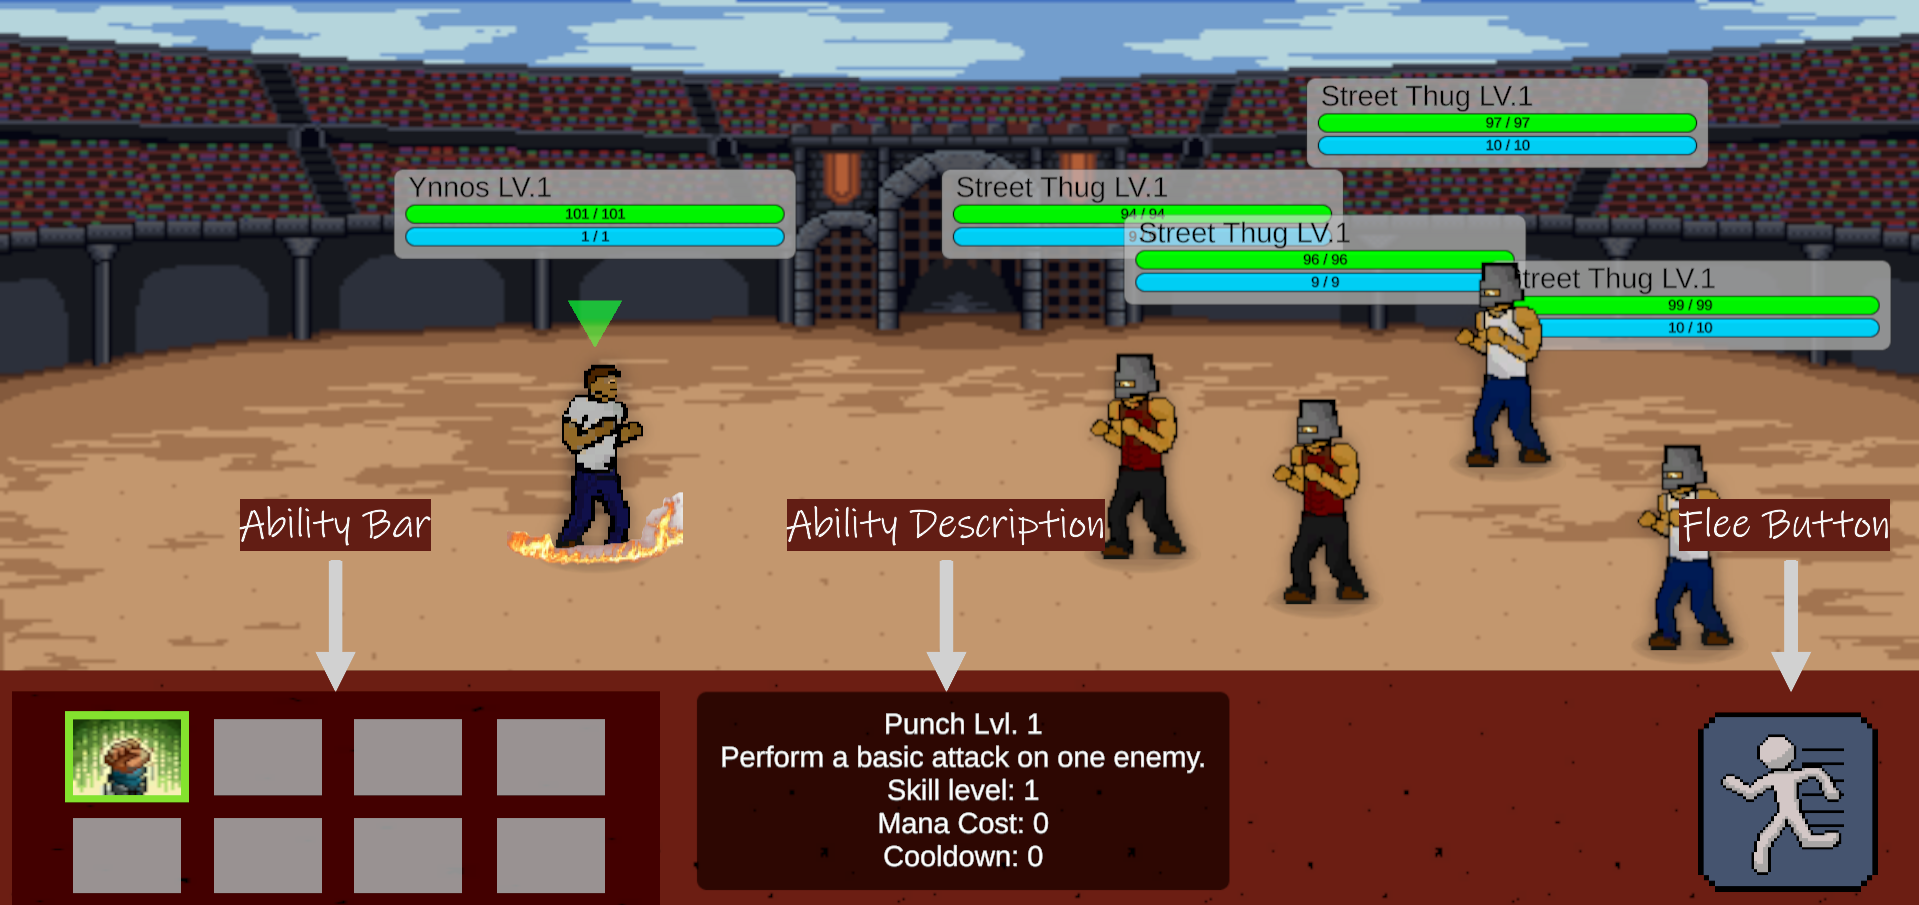 Street Thug LV.1
97 / 97
10 / 10
Ynnos LV.1
101 / 101
1 / 1
Street Thug LV.1
94 / 94
9
Street Thug LV.1
96 / 96
9 / 9
treet Thug LV.1
99 / 99
10 / 10
Ability Bar
Ability Description
Flee Button
Punch Lvl. 1
Perform a basic attack on one enemy.
Skill level: 1
Mana Cost: 0
Cooldown: 0